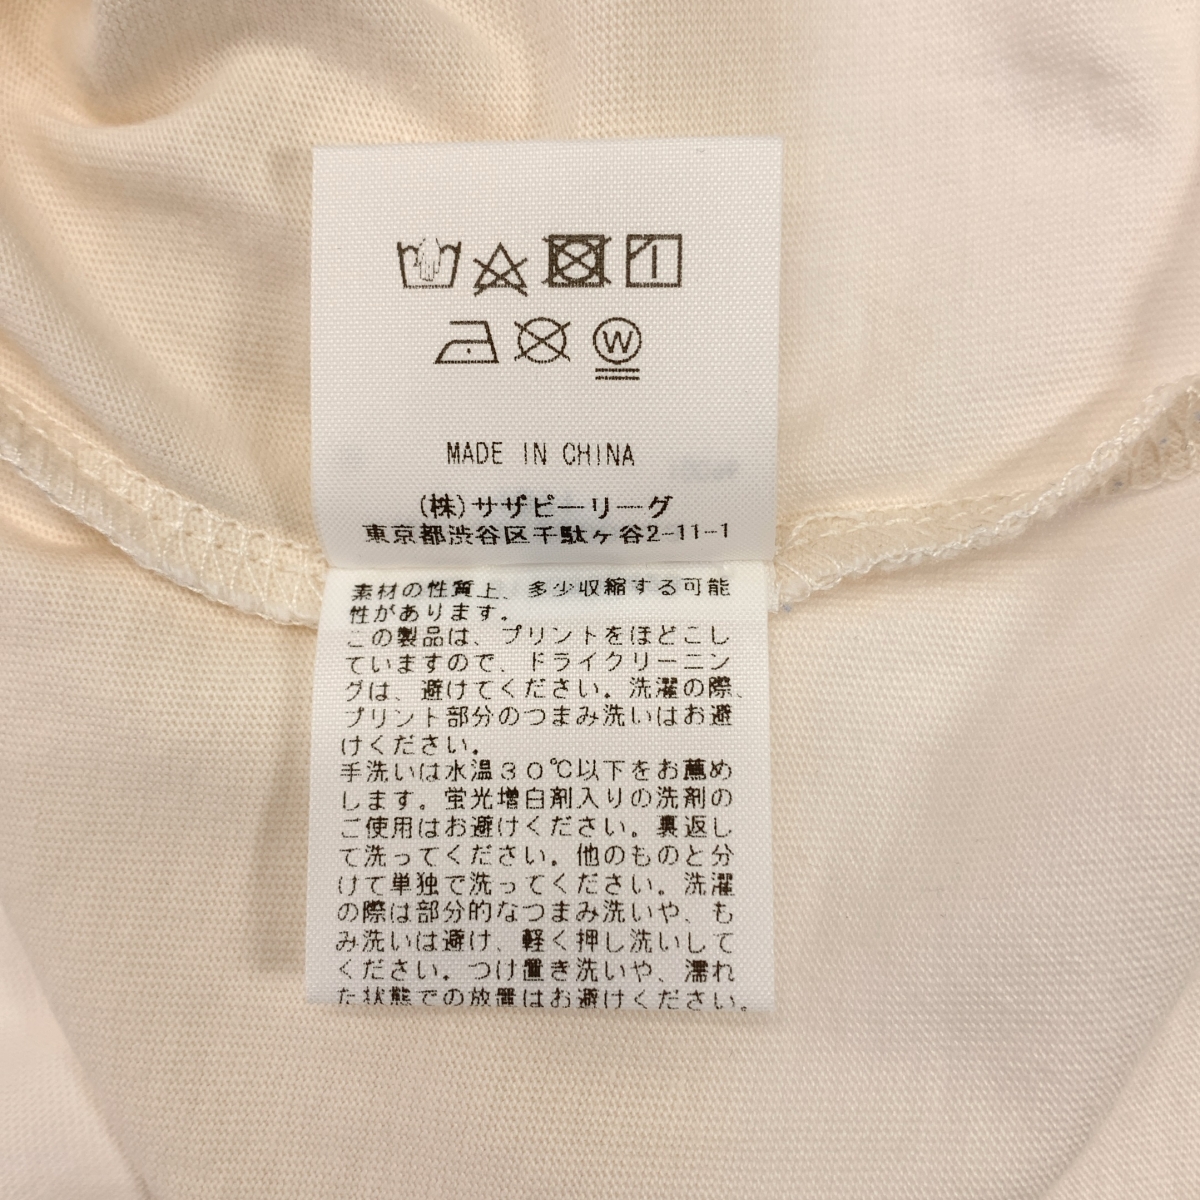 W
MADE IN CHINA
(株)サザビーリーグ
東京都渋谷区千駄ヶ谷2-11-1
素材の性質上、多少収縮する可能
性があります。
この製品は、プリントをほどこし
ていますので、ドライクリーニン
グは、避けてください。洗濯の際、
プリント部分のつまみ洗いはお避
けください。
手洗いは水温30℃以下をお薦め
します。蛍光増白剤入りの洗剤の
ご使用はお避けください。裏返し
て洗ってください。他のものと分
けて単独で洗ってください。洗濯
の際は部分的なつまみ洗いや、も
み洗いは避け、軽く押し洗いして
ください。つけ置き洗いや、濡れ
た状態での放置はお避けください。